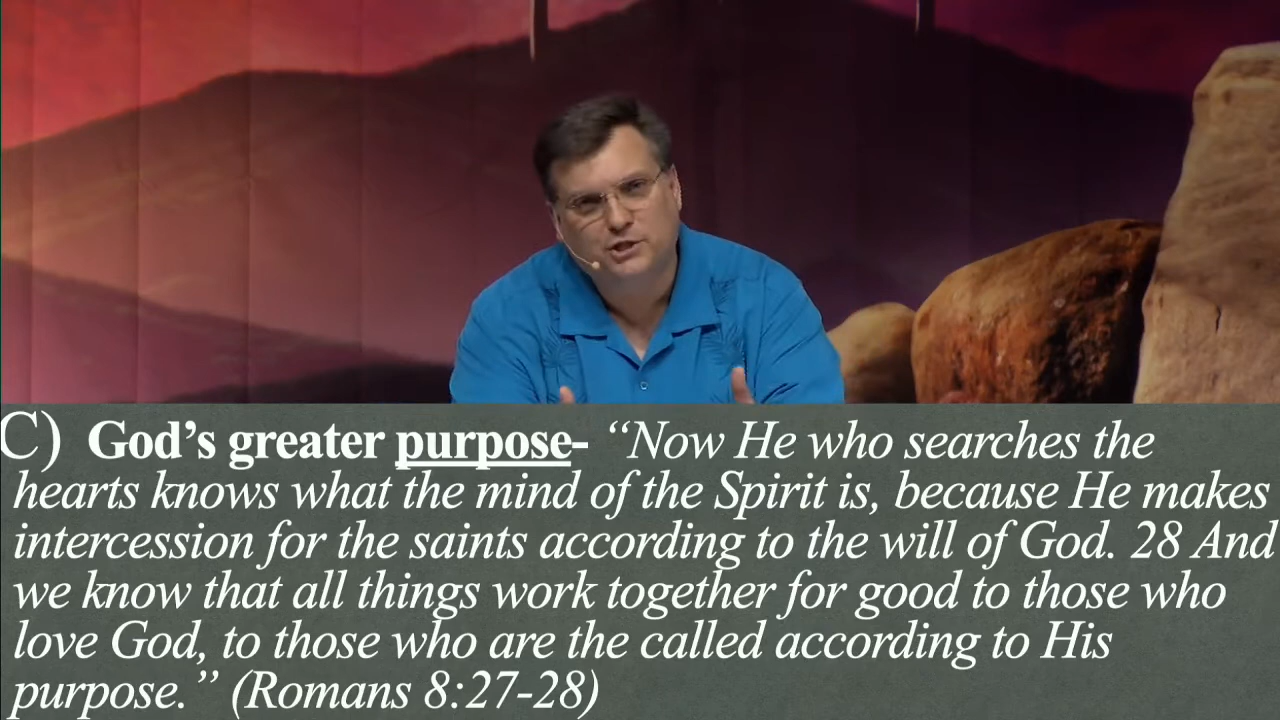 C) God’s greater purpose- “Now He who searches the
hearts knows what the mind of the Spirit is, because He makes
intercession for the saints according to the will of God. 28 And
we know that all things work together for good to those who
love God, to those who are the called according to His
purpose.” (Romans 8:27-28)